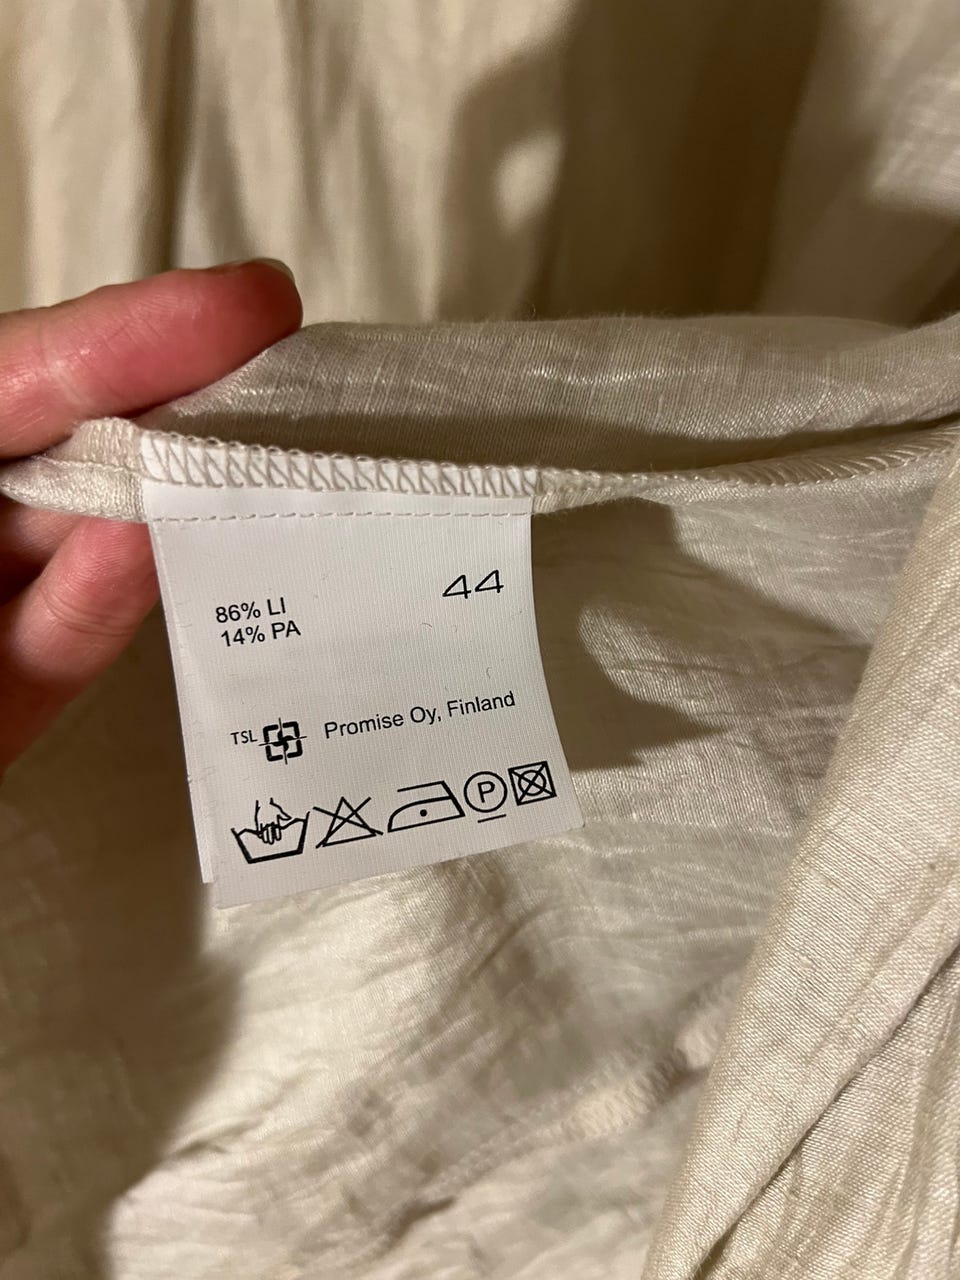 44
86% LI
14% PA
TSL Promise Oy, Finland
P